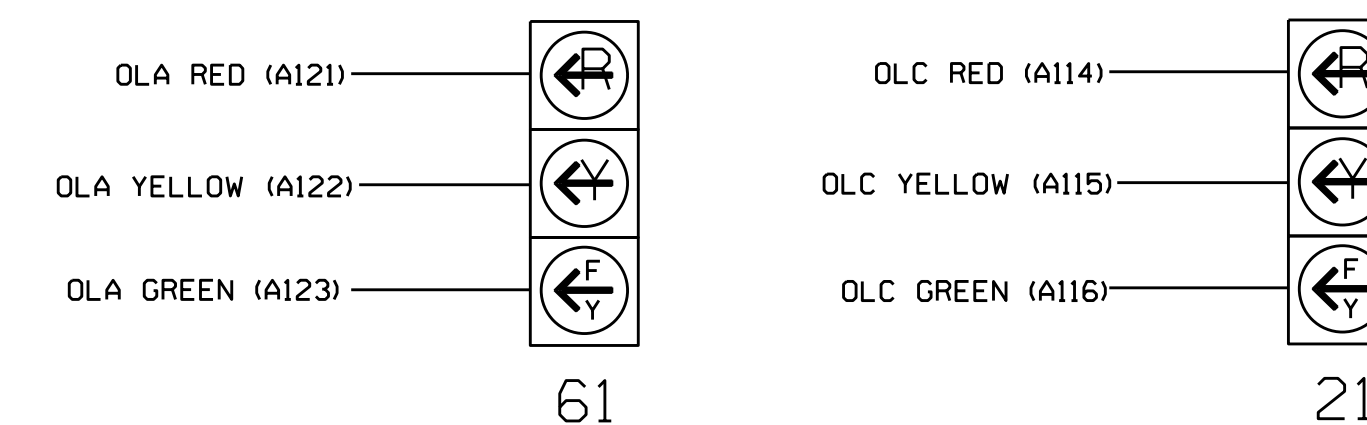 OLA RED (A121)
R
OLA YELLOW (A122)
Y
OLA GREEN (A123)
F
Y
61
OLC RED (A114)
R
OLC YELLOW (A115)
Y
OLC GREEN (A116)
F
Y
21